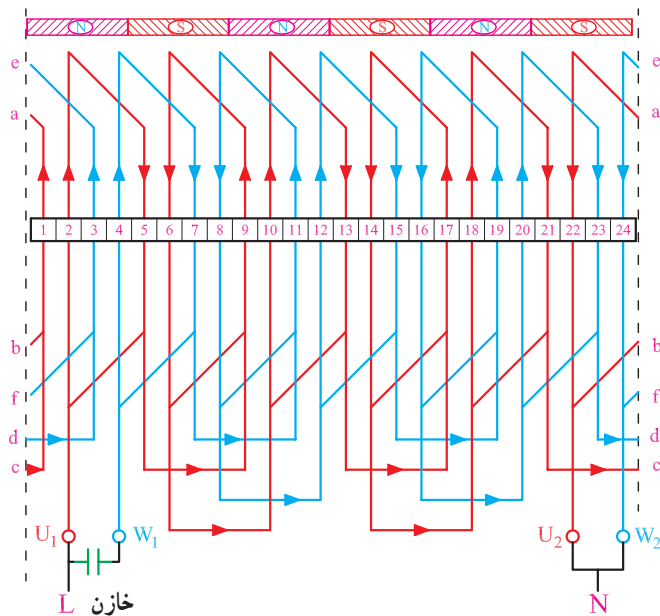 N S N S N S
e e
a a
1 2 3 4 5 6 7 8 9 10 11 12 13 14 15 16 17 18 19 20 21 22 23 24
b b
f f
d d
c c
U1 W1 U2 W2
L خازن N